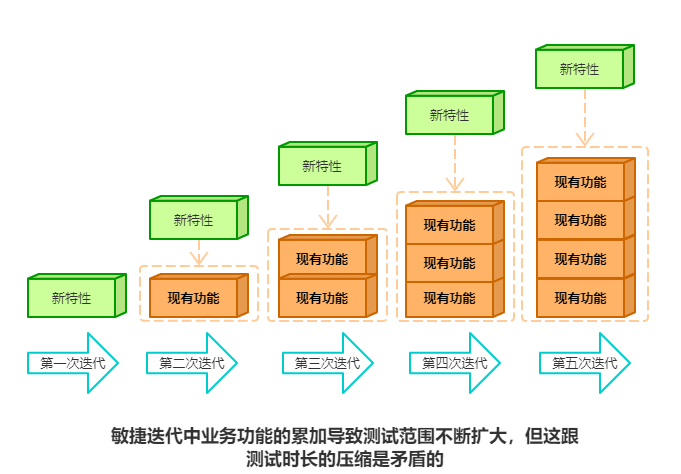 新特性
新特性
新特性
新特性
新特性
现有功能
现有功能
现有功能
现有功能
现有功能
现有功能
现有功能
现有功能
现有功能
现有功能
第一次迭代
第二次迭代
第三次迭代
第四次迭代
第五次迭代
敏捷迭代中业务功能的累加导致测试范围不断扩大，但这跟
测试时长的压缩是矛盾的